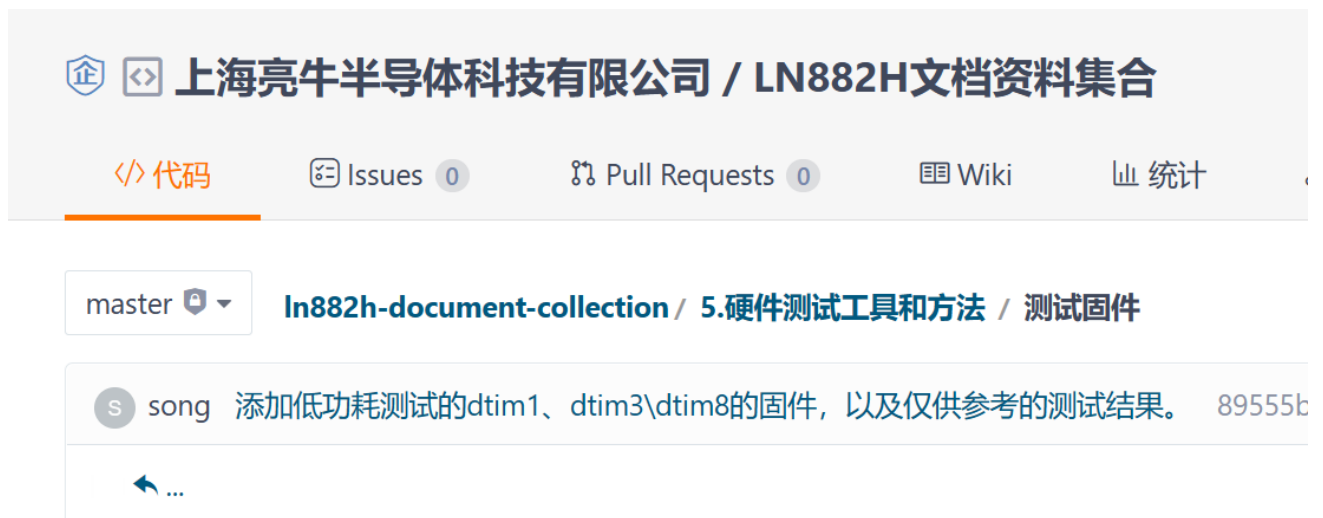 企 上海亮牛半导体科技有限公司 / LN882H文档资料集合
代码 Issues 0 Pull Requests 0 Wiki 统计
master ln882h-document-collection / 5.硬件测试工具和方法 / 测试固件
S song 添加低功耗测试的dtim1、dtim3\dtim8的固件，以及仅供参考的测试结果。 89555b
...